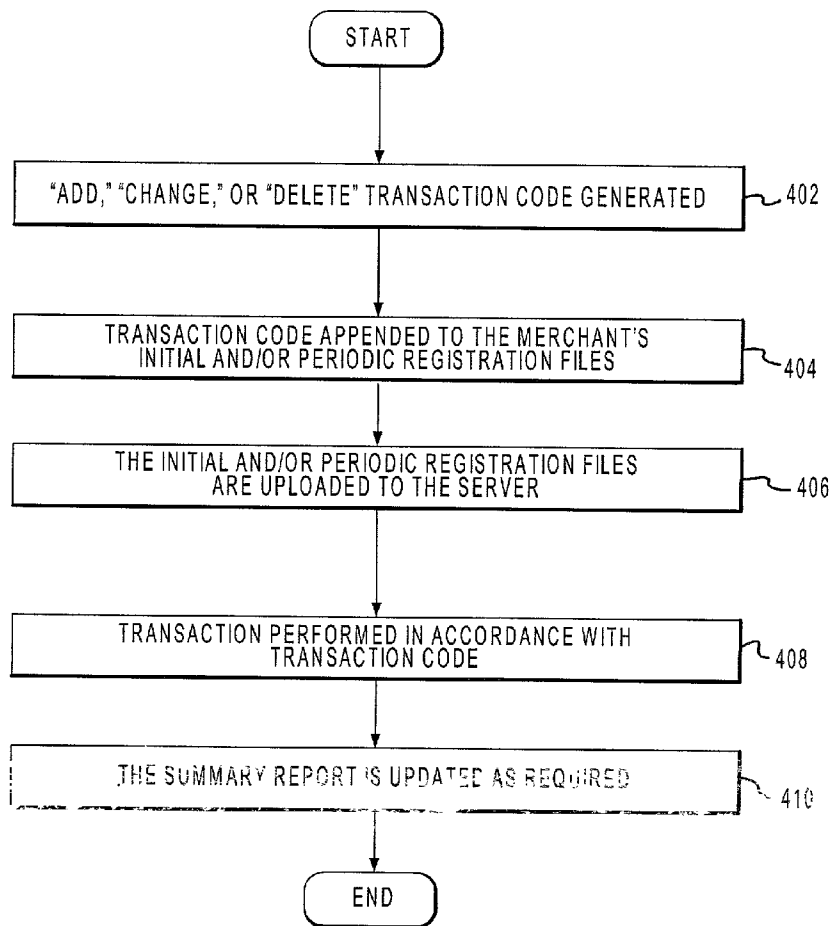 START
"ADD," "CHANGE," OR "DELETE" TRANSACTION CODE GENERATED
402
TRANSACTION CODE APPENDED TO THE MERCHANT'S
INITIAL AND/OR PERIODIC REGISTRATION FILES
404
THE INITIAL AND/OR PERIODIC REGISTRATION FILES
ARE UPLOADED TO THE SERVER
406
TRANSACTION PERFORMED IN ACCORDANCE WITH
TRANSACTION CODE
408
THE SUMMARY REPORT IS UPDATED AS REQUIRED
410
END